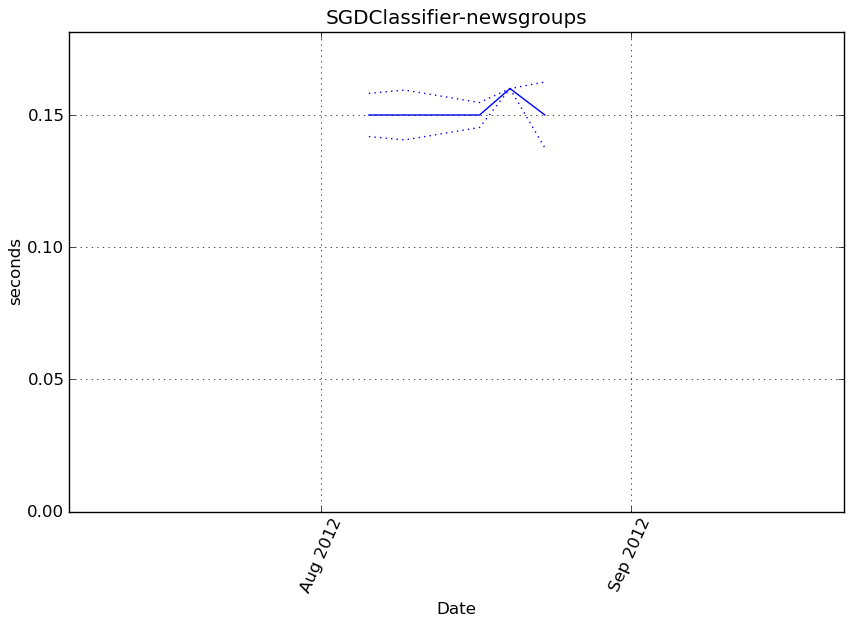 SGDClassifier-newsgroups
0.15
0.10
0.05
0.00
seconds
Aug 2012
Sep 2012
Date